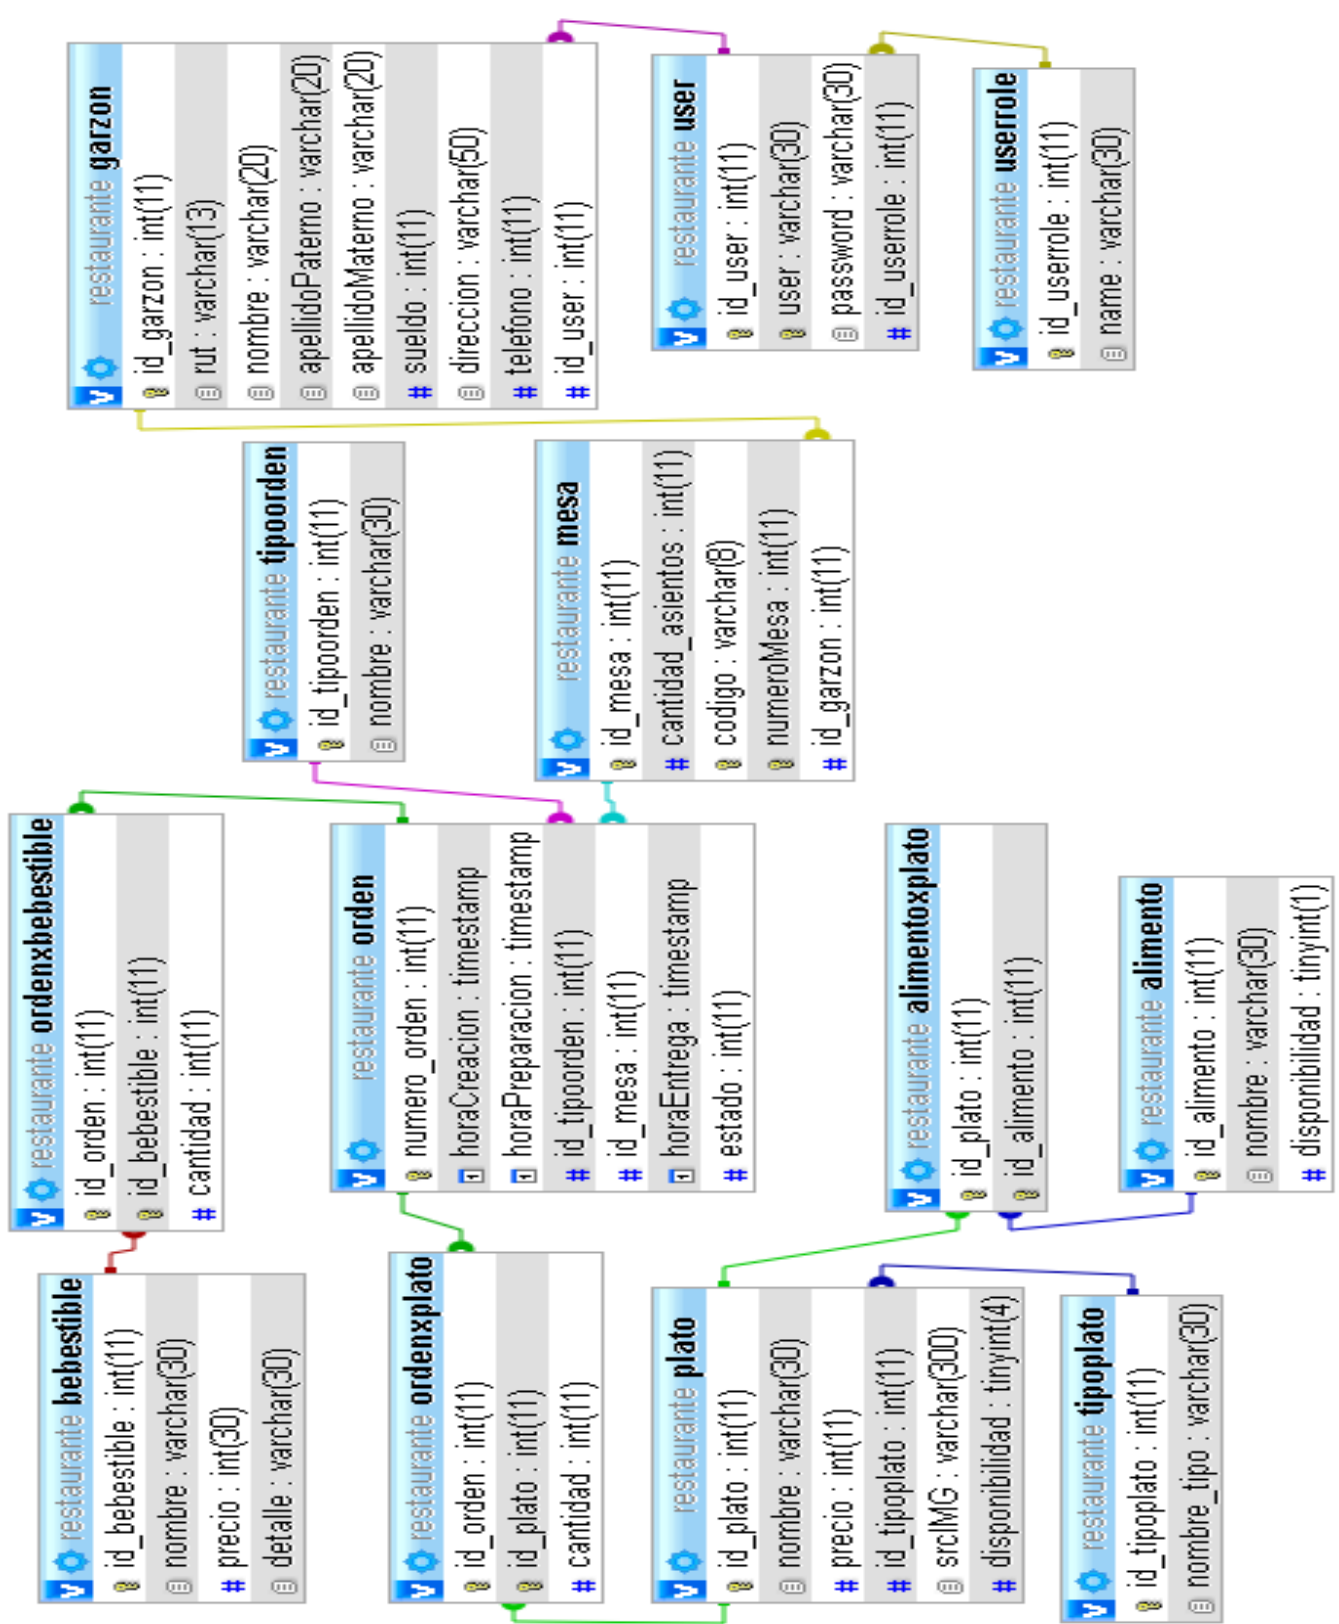 v restaurante bebestible
id_bebestible : int(11)
nombre : varchar(30)
# precio : int(30)
detalle : varchar(30)
v restaurante ordenxbebestible
id_orden : int(11)
id_bebestible : int(11)
# cantidad : int(11)
v restaurante garzon
id_garzon : int(11)
rut : varchar(13)
nombre : varchar(20)
apellidoPaterno : varchar(20)
apellidoMaterno : varchar(20)
# sueldo : int(11)
direccion : varchar(50)
# telefono : int(11)
# id_user : int(11)
v restaurante tipoorden
id_tipoorden : int(11)
nombre : varchar(30)
v restaurante ordenxplato
id_orden : int(11)
id_plato : int(11)
# cantidad : int(11)
v restaurante orden
numero_orden : int(11)
horaCreacion : timestamp
horaPreparacion : timestamp
# id_tipoorden : int(11)
# id_mesa : int(11)
horaEntrega : timestamp
# estado : int(11)
v restaurante mesa
id_mesa : int(11)
# cantidad_asientos : int(11)
codigo : varchar(8)
numeroMesa : int(11)
# id_garzon : int(11)
v restaurante user
id_user : int(11)
user : varchar(30)
password : varchar(30)
# id_userrole : int(11)
v restaurante plato
id_plato : int(11)
nombre : varchar(30)
# precio : int(11)
# id_tipoplato : int(11)
srcIMG : varchar(300)
# disponibilidad : tinyint(4)
v restaurante alimentoxplato
id_plato : int(11)
id_alimento : int(11)
v restaurante userrole
id_userrole : int(11)
name : varchar(30)
v restaurante tipoplato
id_tipoplato : int(11)
nombre_tipo : varchar(30)
v restaurante alimento
id_alimento : int(11)
nombre : varchar(30)
# disponibilidad : tinyint(1)